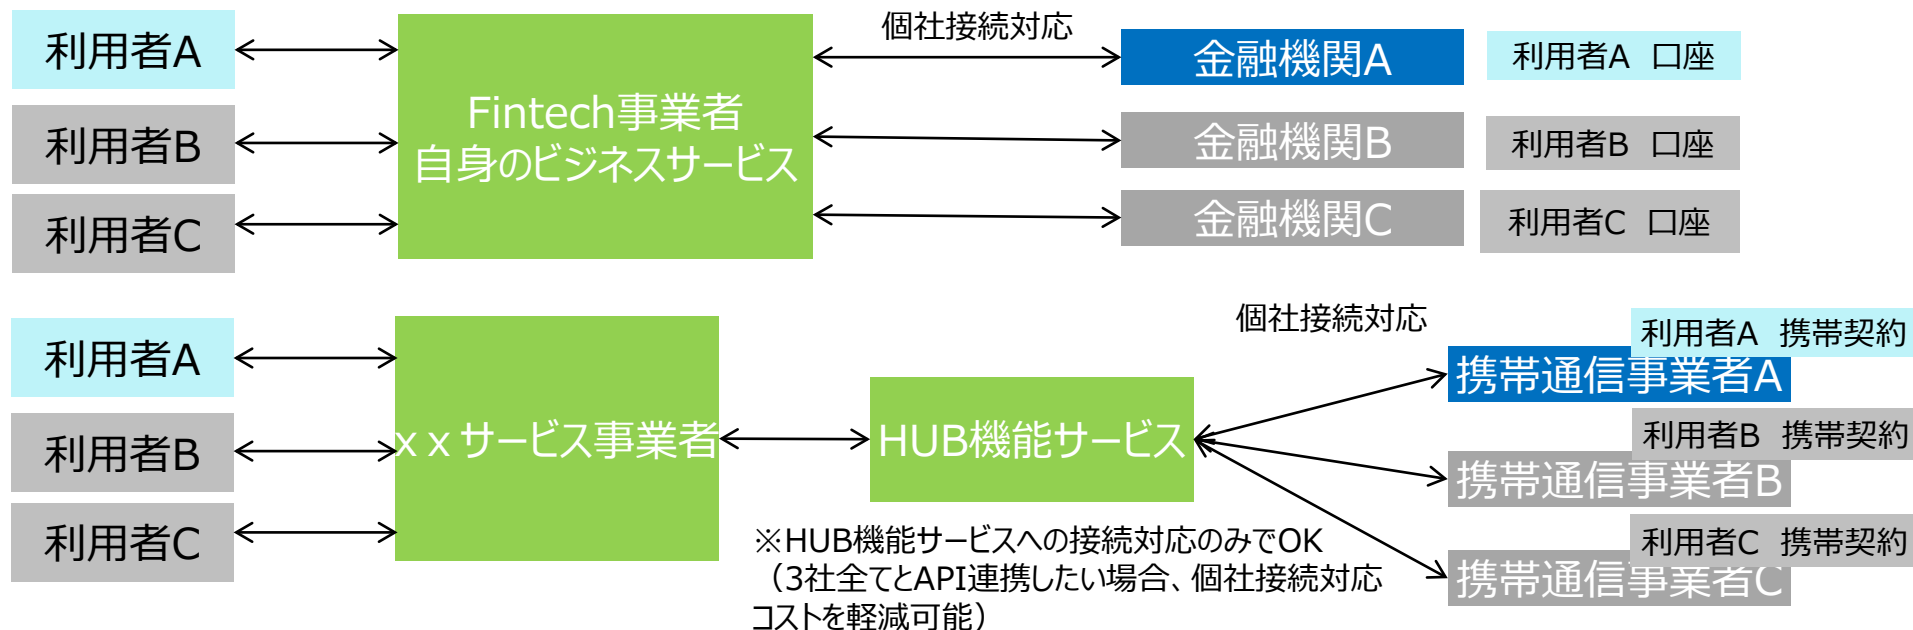 個社接続対応
利用者A
金融機関A
利用者A 口座
Fintech事業者
自身のビジネスサービス
利用者B
金融機関B
利用者B 口座
利用者C
金融機関C
利用者C 口座
個社接続対応
利用者A 携帯契約
利用者A
携帯通信事業者A
利用者B 携帯契約
利用者B
xxサービス事業者
HUB機能サービス
携帯通信事業者B
利用者C 携帯契約
利用者C
携帯通信事業者C
※HUB機能サービスへの接続対応のみでOK
（3社全てとAPI連携したい場合、個社接続対応
コストを軽減可能）